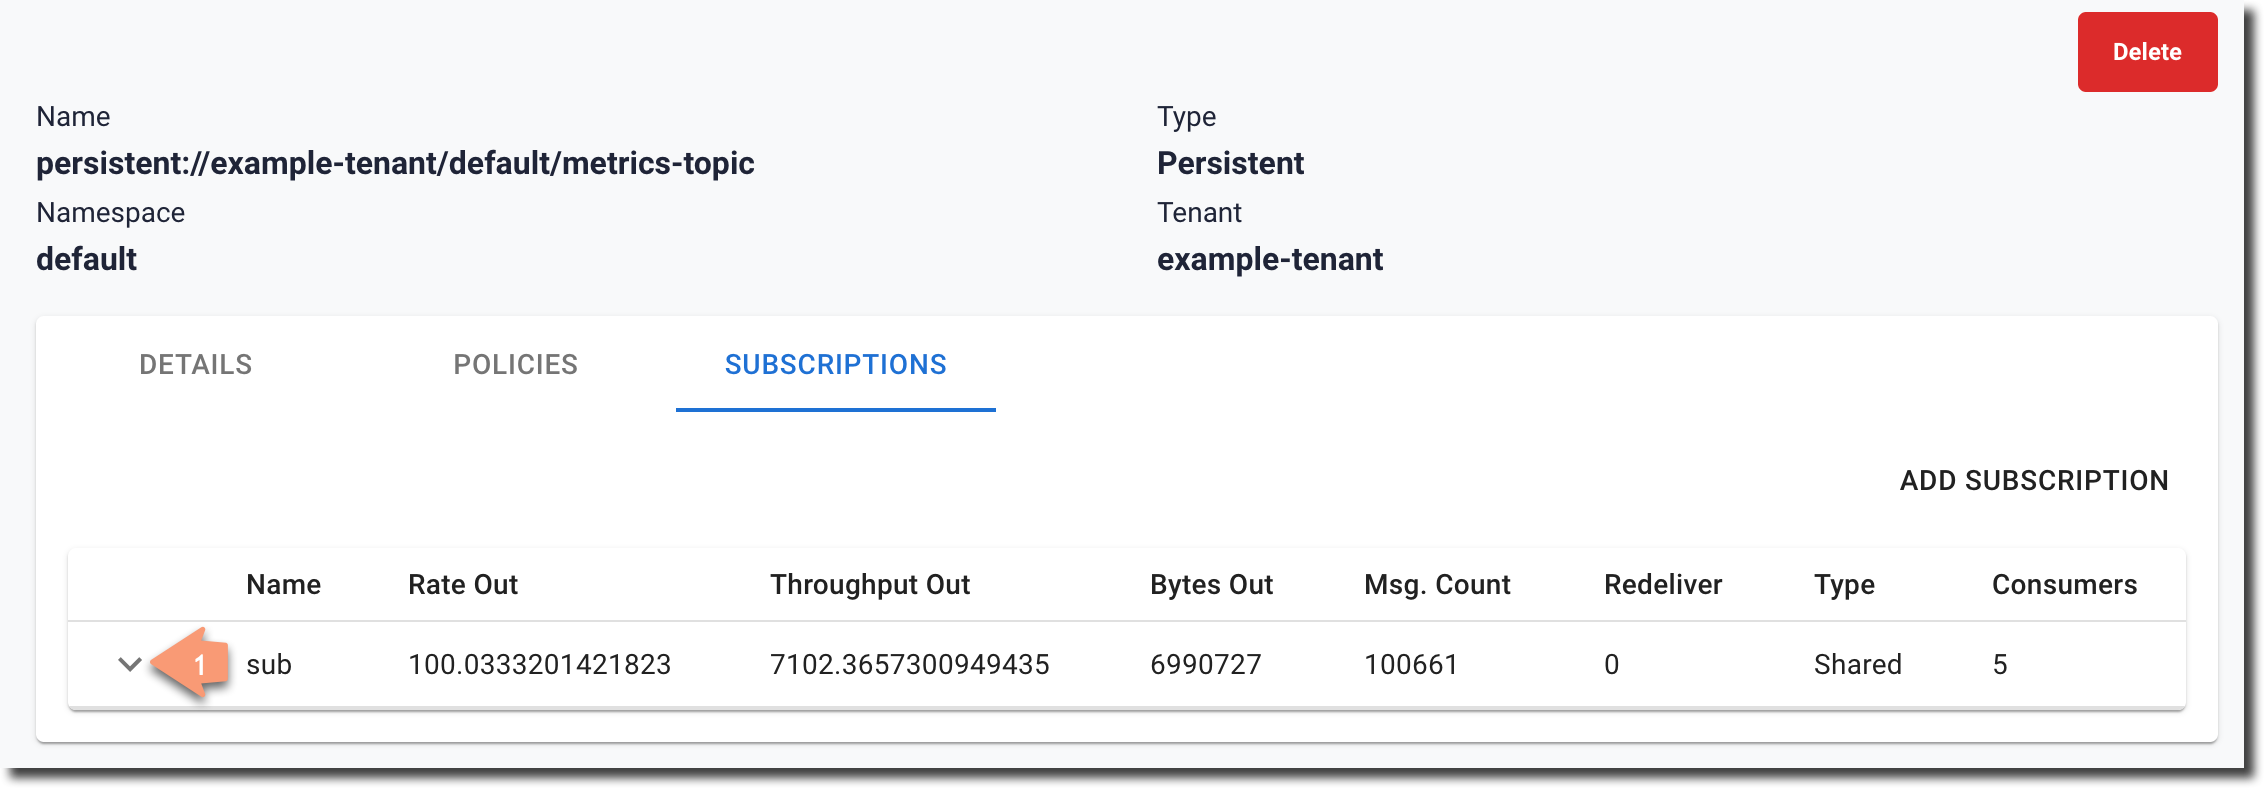 Delete
Name
persistent://example-tenant/default/metrics-topic
Type
Persistent
Namespace
default
Tenant
example-tenant
DETAILS POLICIES SUBSCRIPTIONS
ADD SUBSCRIPTION
Name Rate Out Throughput Out Bytes Out Msg. Count Redeliver Type Consumers
1 sub 100.0333201421823 7102.3657300949435 6990727 100661 0 Shared 5